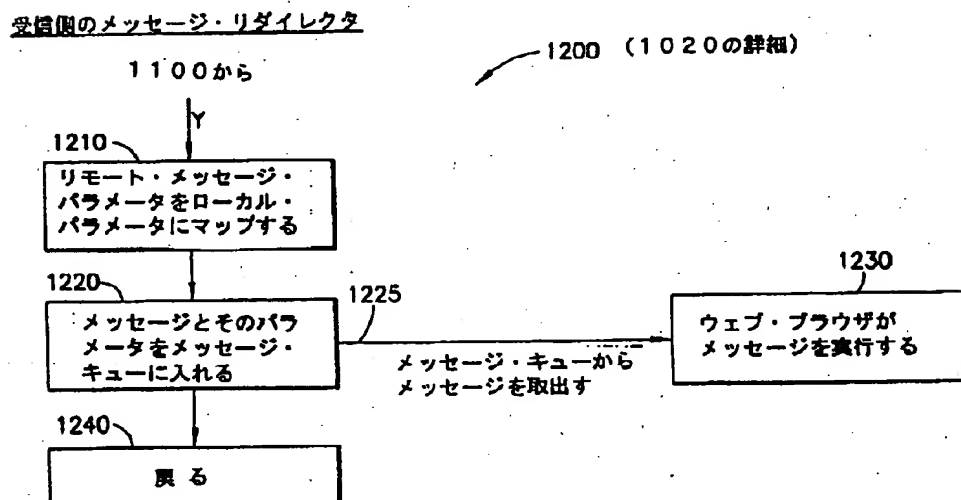 受信側のメッセージ・リダイレクタ
1200 (1020の詳細)
1100から
Y
1210
リモート・メッセージ・
パラメータをローカル・
パラメータにマップする
1220
メッセージとそのパラ
メータをメッセージ・
キューに入れる
1225
メッセージ・キューから
メッセージを取出す
1230
ウェブ・ブラウザが
メッセージを実行する
1240
戻る